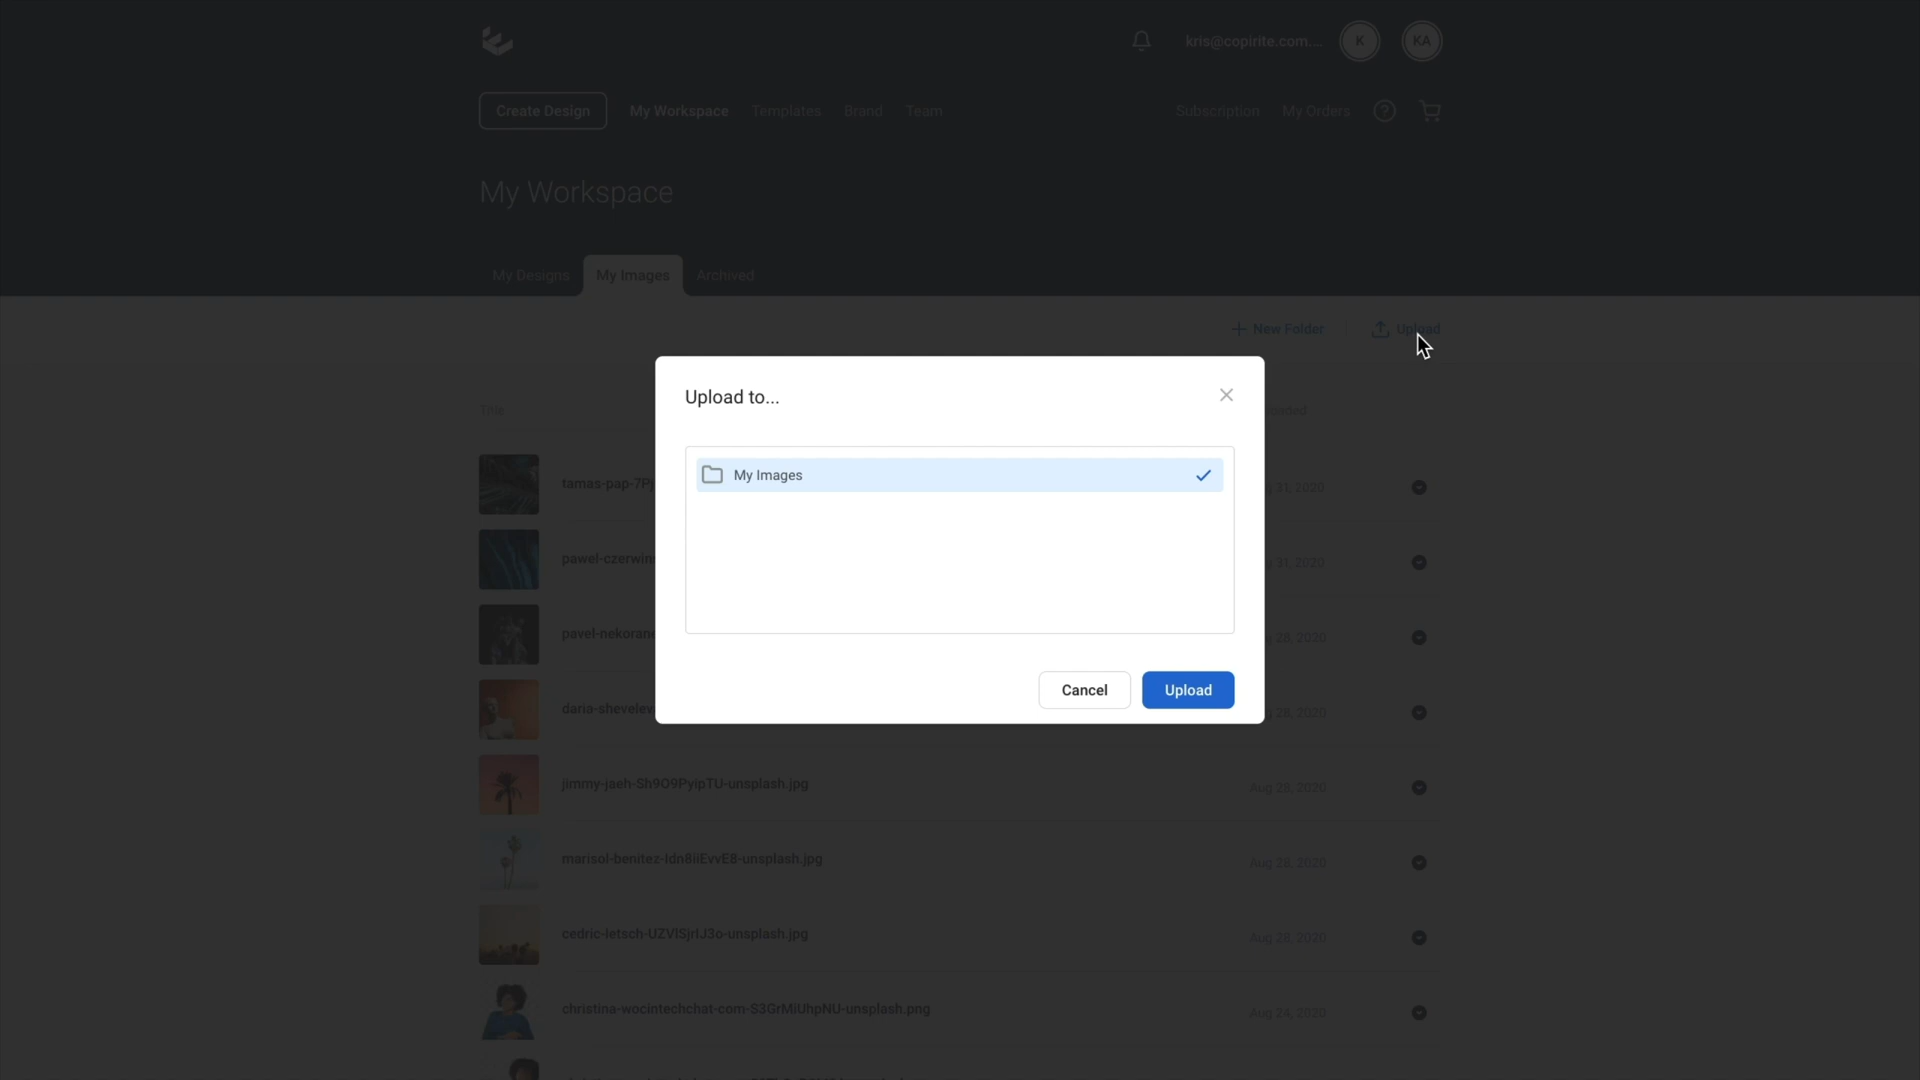 kris@copirite.com....
K
KA
Create Design
My Workspace
Templates
Brand
Team
Subscription
My Orders
?
My Workspace
My Designs
My Images
Archived
New Folder
Upload
Upload to...
Title
My Images
31, 2020
31, 2020
28, 2020
28, 2020
tamas-pap-7Pj
pawel-czerwins
pavel-nekorane
daria-shevelev
Cancel
Upload
jimmy-jaeh-Sh9O9PyipTU-unsplash.jpg
Aug 28, 2020
marisol-benitez-Idn8iiEvvE8-unsplash.jpg
Aug 28, 2020
cedric-letsch-UZVlSjrIJ3o-unsplash.jpg
Aug 28, 2020
christina-wocintechchat-com-S3GrMiUhpNU-unsplash.png
Aug 24, 2020